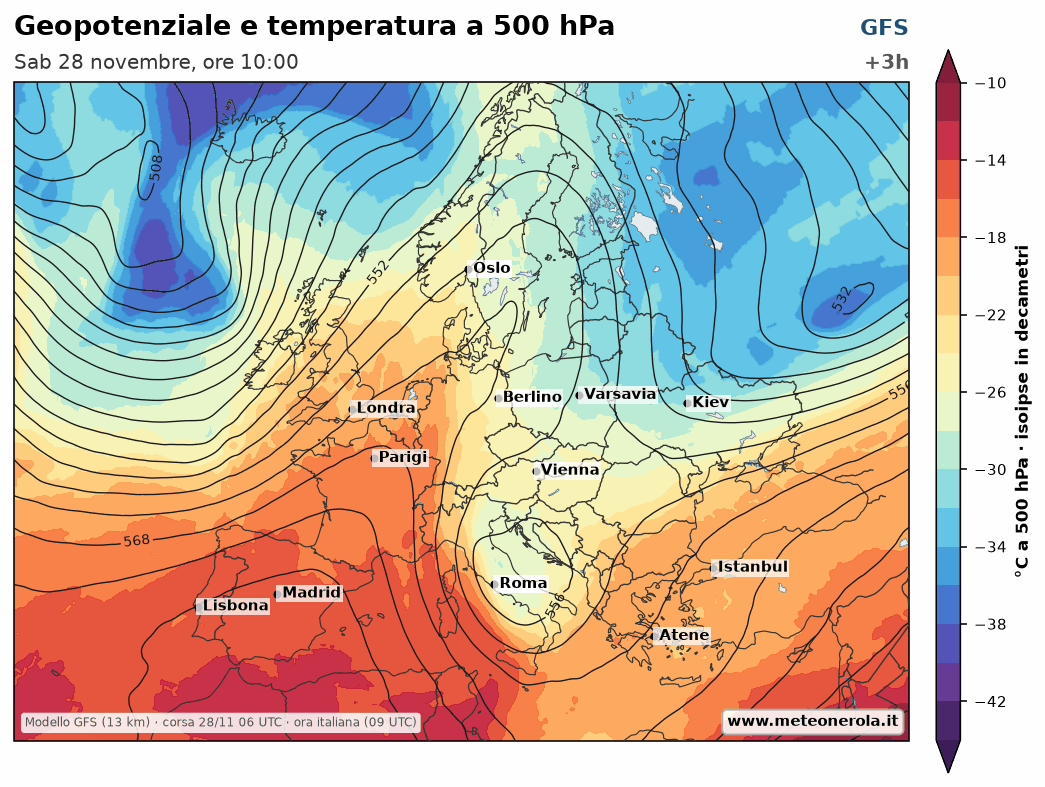 Geopotenziale e temperatura a 500 hPa
GFS
Sab 28 novembre, ore 10:00
+3h
508
552
532
556
568
556
Oslo
Berlino
Varsavia
Kiev
Londra
Parigi
Vienna
Roma
Istanbul
Madrid
Lisbona
Atene
−10
−14
−18
−22
−26
−30
−34
−38
−42
°C a 500 hPa · isoipse in decametri
Modello GFS (13 km) · corsa 28/11 06 UTC · ora italiana (09 UTC)
www.meteonerola.it